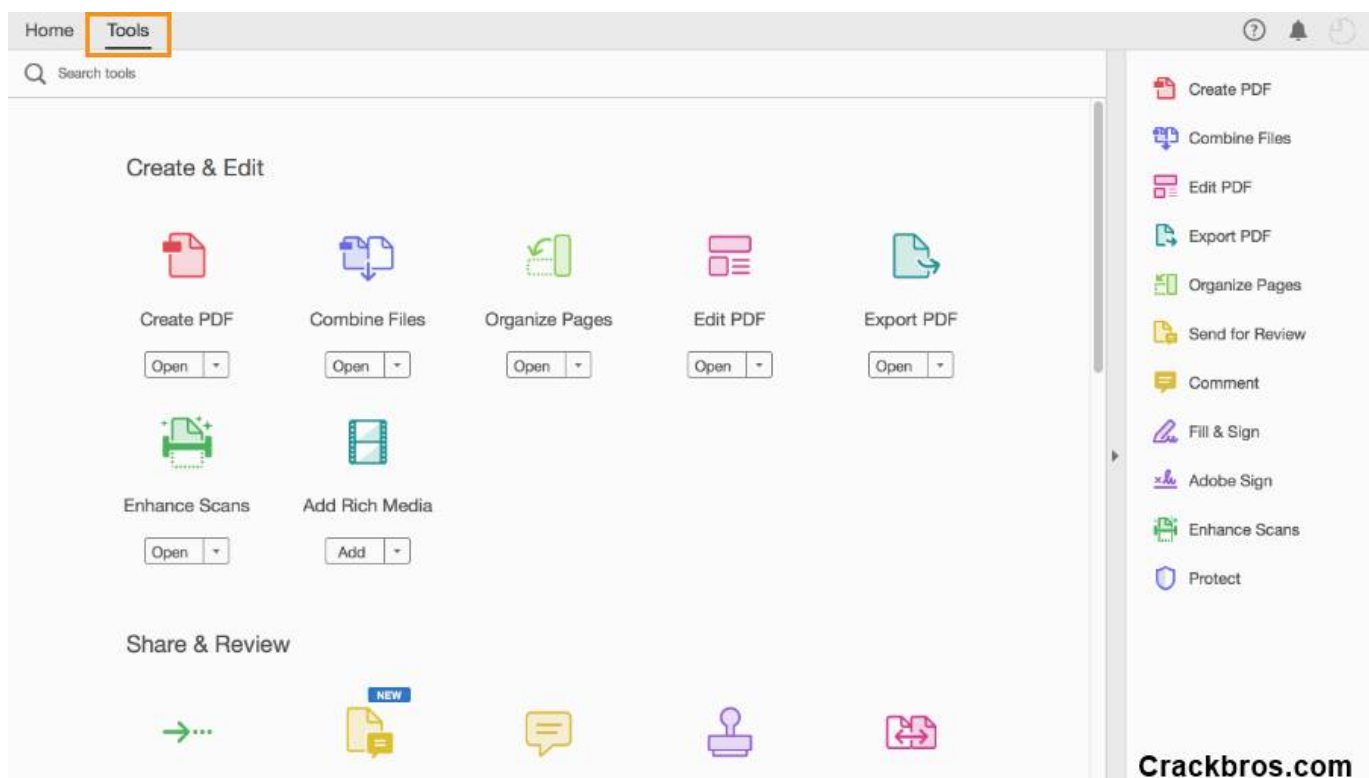 Home Tools
Search tools
Create & Edit
Create PDF Combine Files Organize Pages Edit PDF Export PDF
Open Open Open Open Open
Enhance Scans Add Rich Media
Open Add
Share & Review
NEW
Create PDF
Combine Files
Edit PDF
Export PDF
Organize Pages
Send for Review
Comment
Fill & Sign
Adobe Sign
Enhance Scans
Protect
Crackbros.com